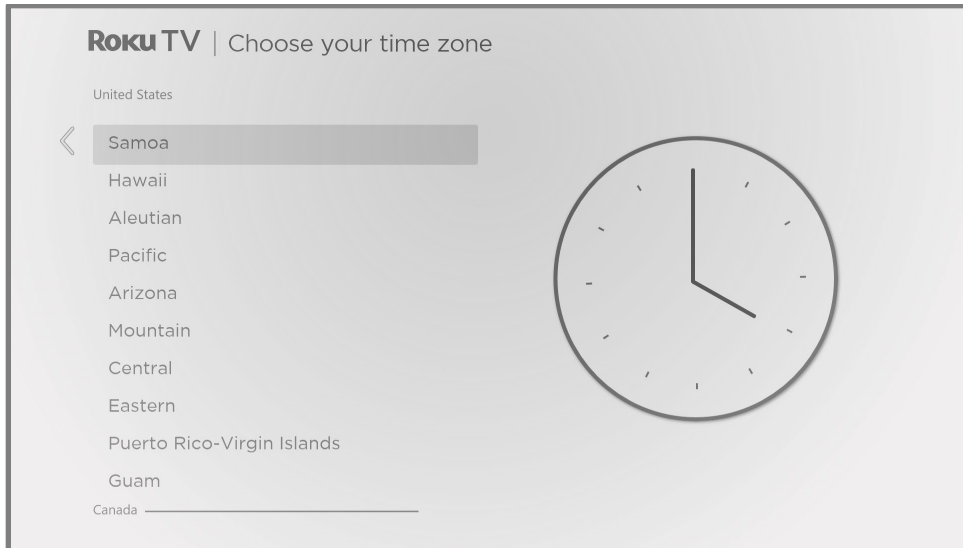 Roku TV | Choose your time zone
United States
Samoa
Hawaii
Aleutian
Pacific
Arizona
Mountain
Central
Eastern
Puerto Rico-Virgin Islands
Guam
Canada